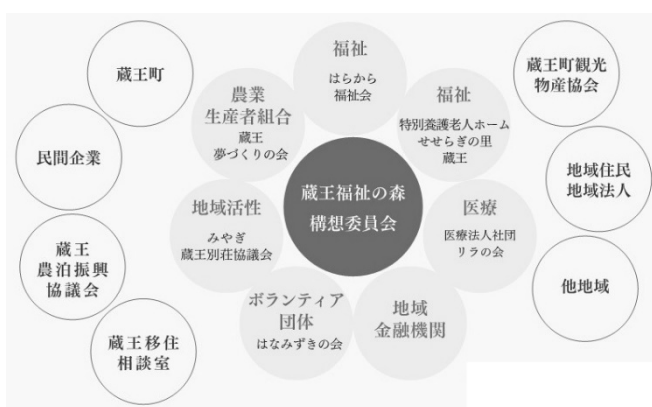 福祉
はらから
福祉会
福祉
特別養護老人ホーム
せせらぎの里
蔵王
医療
医療法人社団
リラの会
地域
金融機関
ボランティア
団体
はなみずきの会
地域活性
みやぎ
蔵王別荘協議会
農業
生産者組合
蔵王
夢づくりの会
蔵王福祉の森
構想委員会
蔵王町
民間企業
蔵王
農泊振興
協議会
蔵王移住
相談室
蔵王町観光
物産協会
地域住民
地域法人
他地域